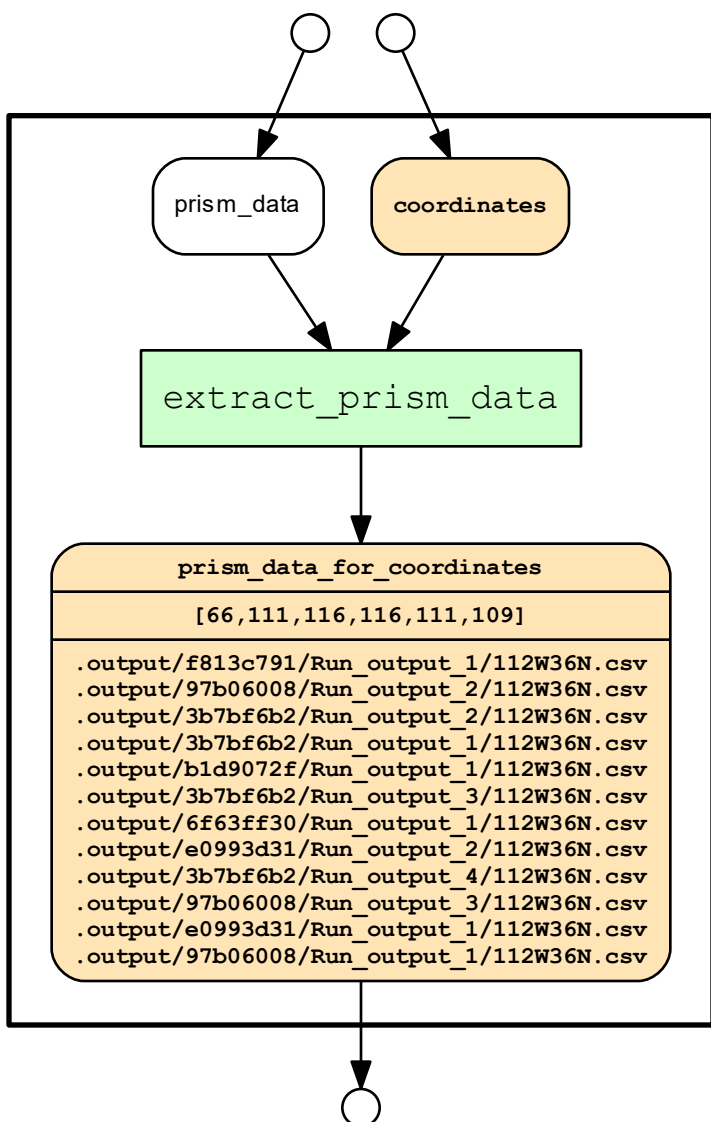 prism_data
coordinates
extract_prism_data
prism_data_for_coordinates
[66,111,116,116,111,109]
.output/f813c791/Run_output_1/112W36N.csv
.output/97b06008/Run_output_2/112W36N.csv
.output/3b7bf6b2/Run_output_2/112W36N.csv
.output/3b7bf6b2/Run_output_1/112W36N.csv
.output/b1d9072f/Run_output_1/112W36N.csv
.output/3b7bf6b2/Run_output_3/112W36N.csv
.output/6f63ff30/Run_output_1/112W36N.csv
.output/e0993d31/Run_output_2/112W36N.csv
.output/3b7bf6b2/Run_output_4/112W36N.csv
.output/97b06008/Run_output_3/112W36N.csv
.output/e0993d31/Run_output_1/112W36N.csv
.output/97b06008/Run_output_1/112W36N.csv